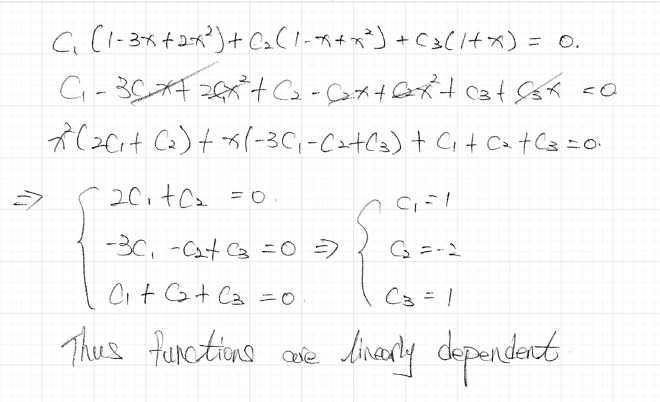 C₁ (1-3x+2x²) + C₂(1-x+x²) + C₃(1+x) = 0.
C₁ - 3C₁x + 2C₁x² + C₂ - C₂x + C₂x² + C₃ + C₃x = 0
x²(2C₁+C₂) + x(-3C₁-C₂+C₃) + C₁+C₂+C₃=0.
⇒ { 2C₁+C₂ = 0. { C₁=1
-3C₁ -C₂+C₃ =0 ⇒ C₂ =-2
C₁+C₂+C₃ =0. C₃ = 1
Thus functions are linearly dependent.